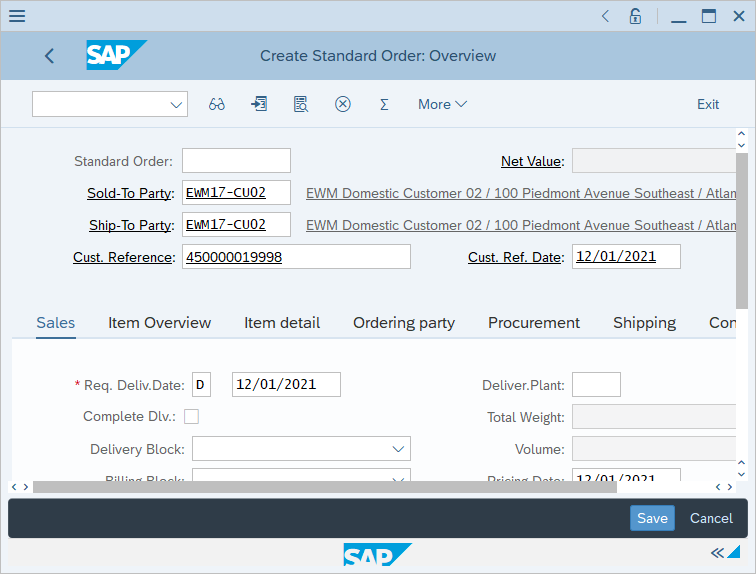 SAP
Create Standard Order: Overview
More
Exit
Standard Order:
Net Value:
Sold-To Party: EWM17-CU02 EWM Domestic Customer 02 / 100 Piedmont Avenue Southeast / Atlan
Ship-To Party: EWM17-CU02 EWM Domestic Customer 02 / 100 Piedmont Avenue Southeast / Atlan
Cust. Reference: 450000019998 Cust. Ref. Date: 12/01/2021
Sales Item Overview Item detail Ordering party Procurement Shipping Con
* Req. Deliv.Date: D 12/01/2021 Deliver.Plant:
Complete Dlv.: Total Weight:
Delivery Block: Volume:
Billing Block: Pricing Date: 12/01/2021
Save Cancel
SAP